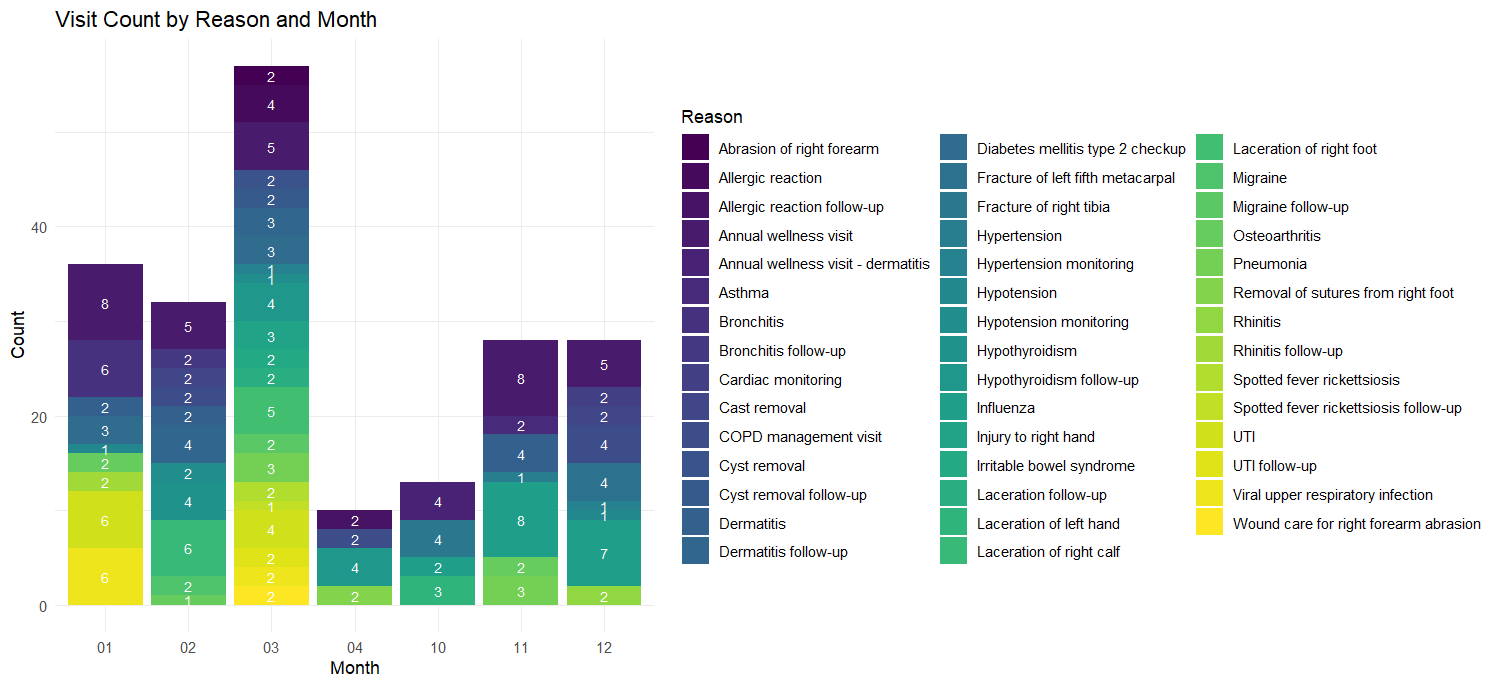 Visit Count by Reason and Month
Count
40
20
0
8
6
2
3
1
2
2
6
6
5
2
2
2
2
4
2
4
6
2
1
2
4
5
2
2
3
3
1
1
4
3
2
2
5
2
3
2
1
4
2
2
2
2
2
4
2
4
4
2
3
8
2
4
1
8
2
3
5
2
2
4
4
1
1
7
2
01 02 03 04 10 11 12
Month
Reason
Abrasion of right forearm
Allergic reaction
Allergic reaction follow-up
Annual wellness visit
Annual wellness visit - dermatitis
Asthma
Bronchitis
Bronchitis follow-up
Cardiac monitoring
Cast removal
COPD management visit
Cyst removal
Cyst removal follow-up
Dermatitis
Dermatitis follow-up
Diabetes mellitis type 2 checkup
Fracture of left fifth metacarpal
Fracture of right tibia
Hypertension
Hypertension monitoring
Hypotension
Hypotension monitoring
Hypothyroidism
Hypothyroidism follow-up
Influenza
Injury to right hand
Irritable bowel syndrome
Laceration follow-up
Laceration of left hand
Laceration of right calf
Laceration of right foot
Migraine
Migraine follow-up
Osteoarthritis
Pneumonia
Removal of sutures from right foot
Rhinitis
Rhinitis follow-up
Spotted fever rickettsiosis
Spotted fever rickettsiosis follow-up
UTI
UTI follow-up
Viral upper respiratory infection
Wound care for right forearm abrasion